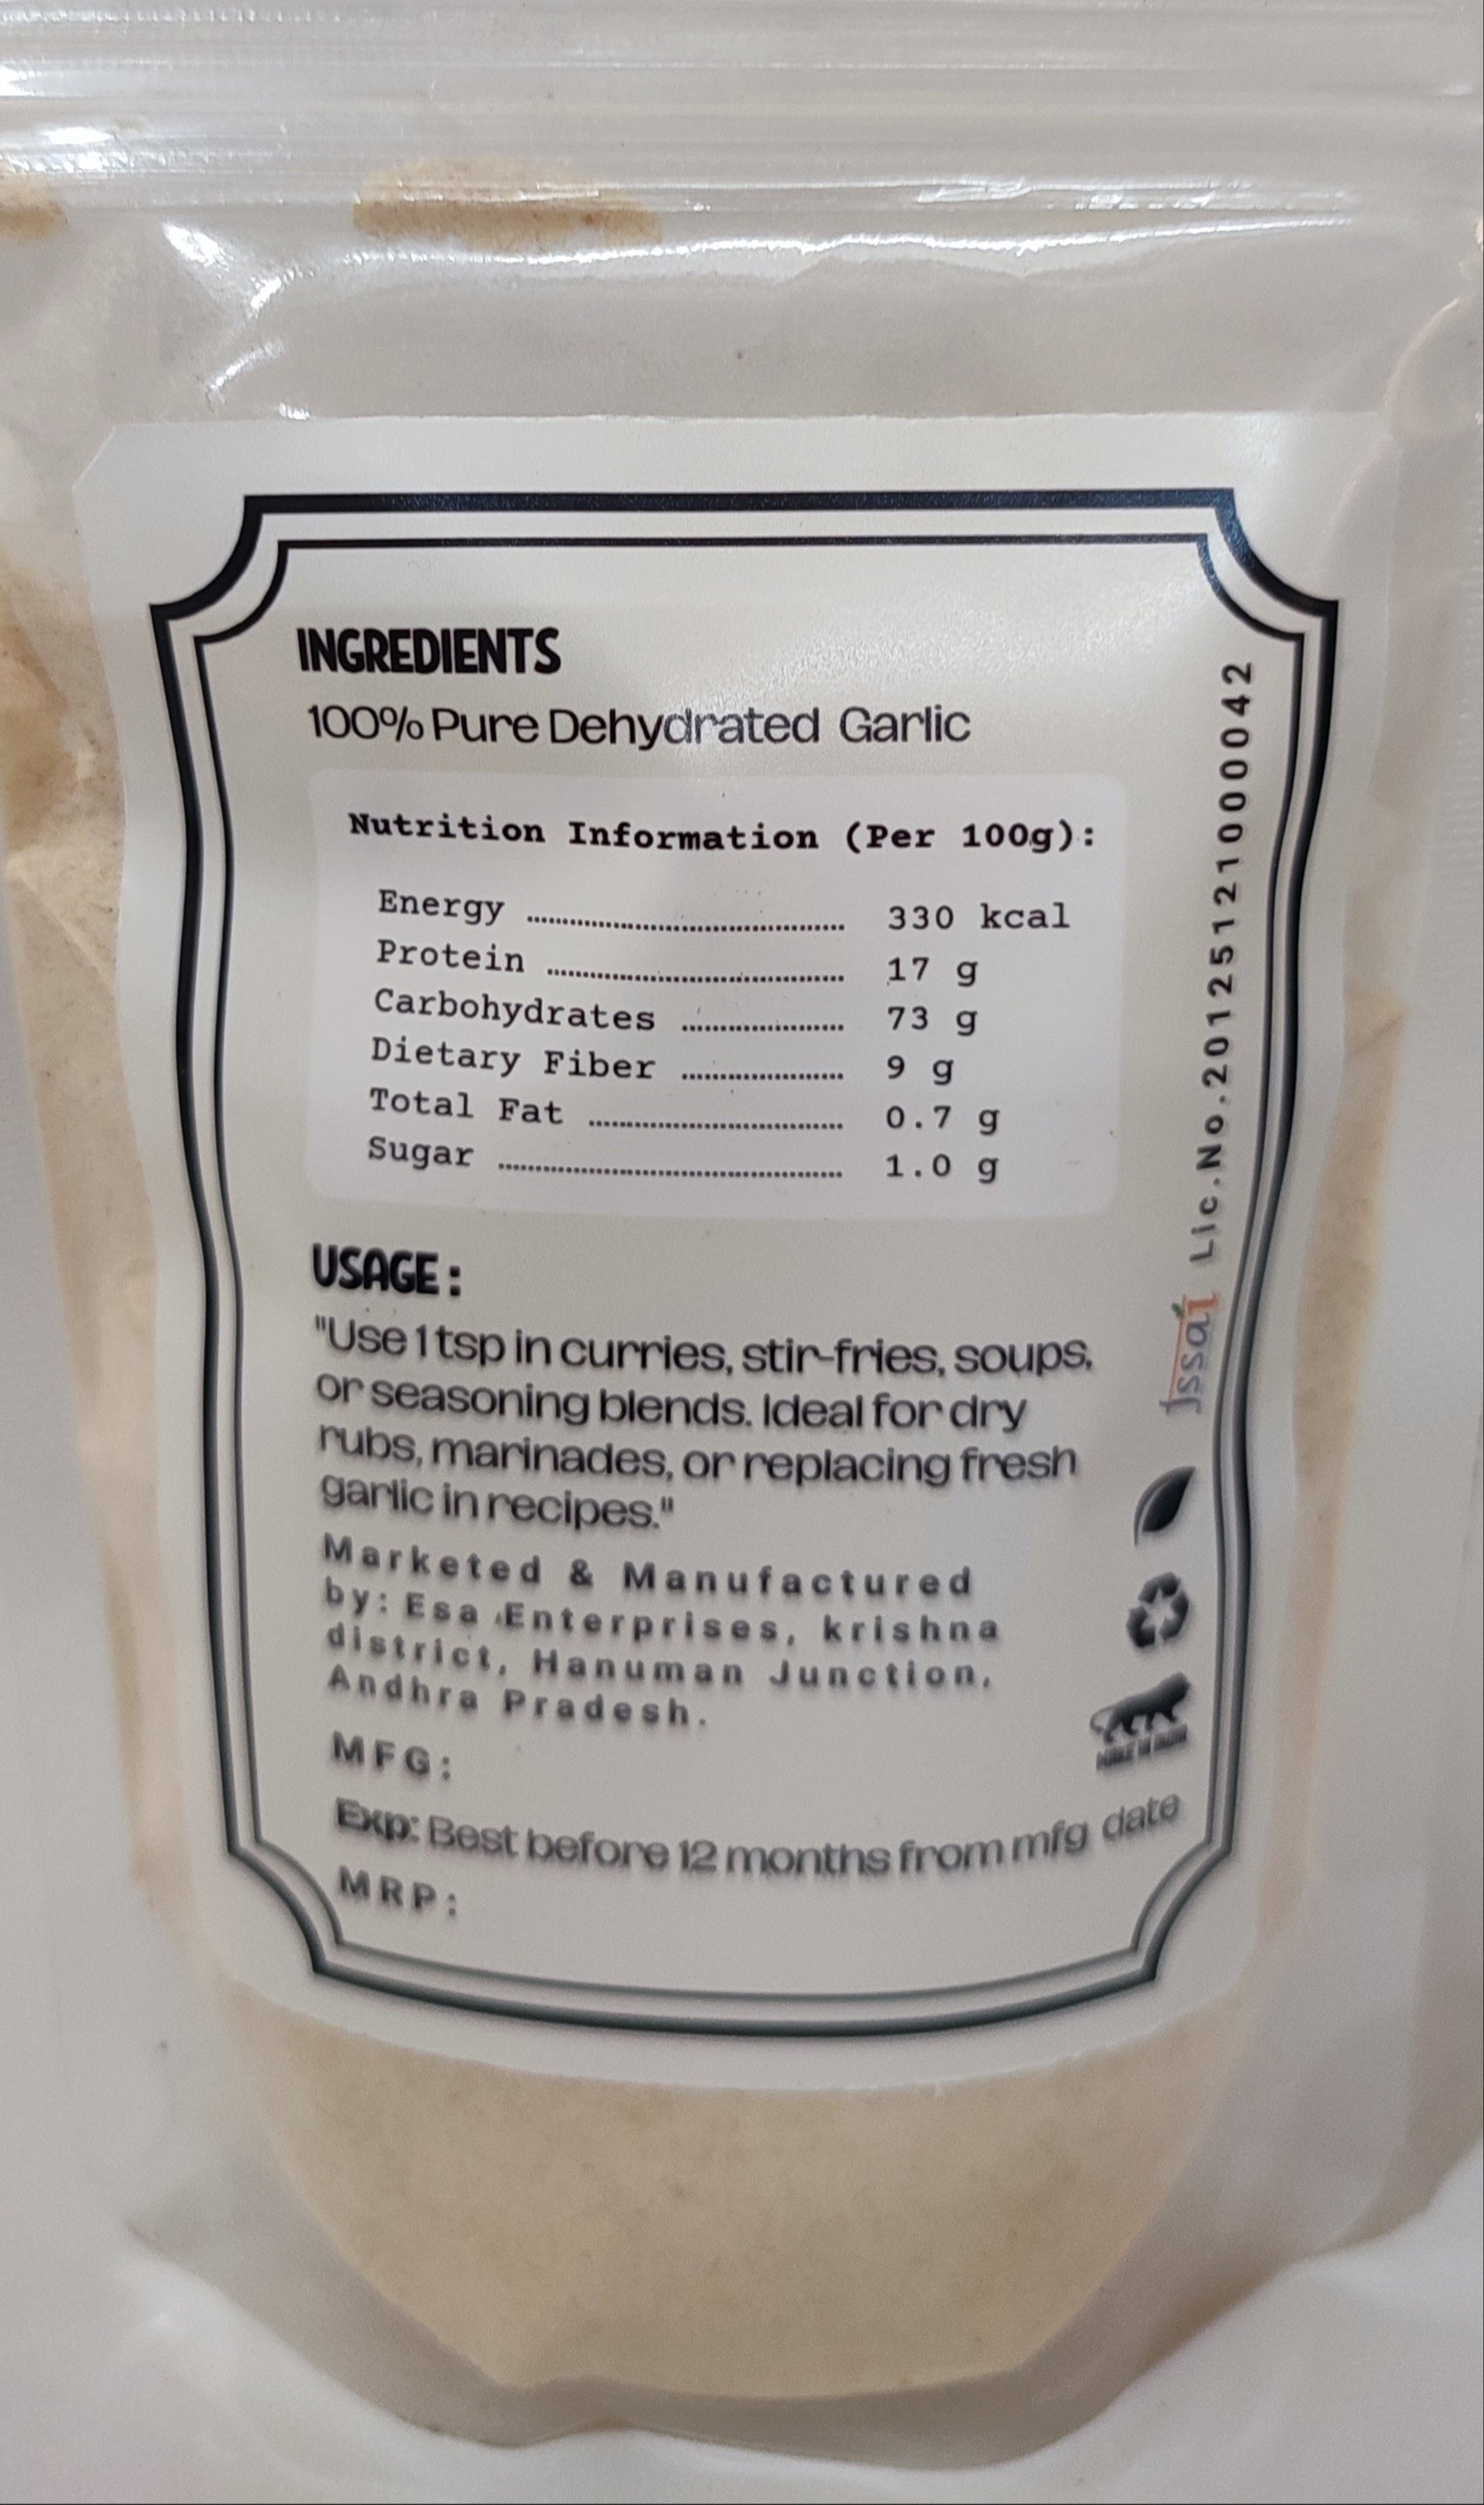 INGREDIENTS
100% Pure Dehydrated Garlic
Nutrition Information (Per 100g):
Energy ........................ 330 kcal
Protein ........................ 17 g
Carbohydrates ............ 73 g
Dietary Fiber ............ 9 g
Total Fat .................... 0.7 g
Sugar ........................ 1.0 g
USAGE :
"Use 1 tsp in curries, stir-fries, soups,
or seasoning blends. Ideal for dry
rubs, marinades, or replacing fresh
garlic in recipes."
Marketed & Manufactured
by: Esa Enterprises, krishna
district, Hanuman Junction,
Andhra Pradesh.
MFG:
Exp: Best before 12 months from mfg date
MRP:
fssai Lic.No.20125121000042
MAKE IN INDIA